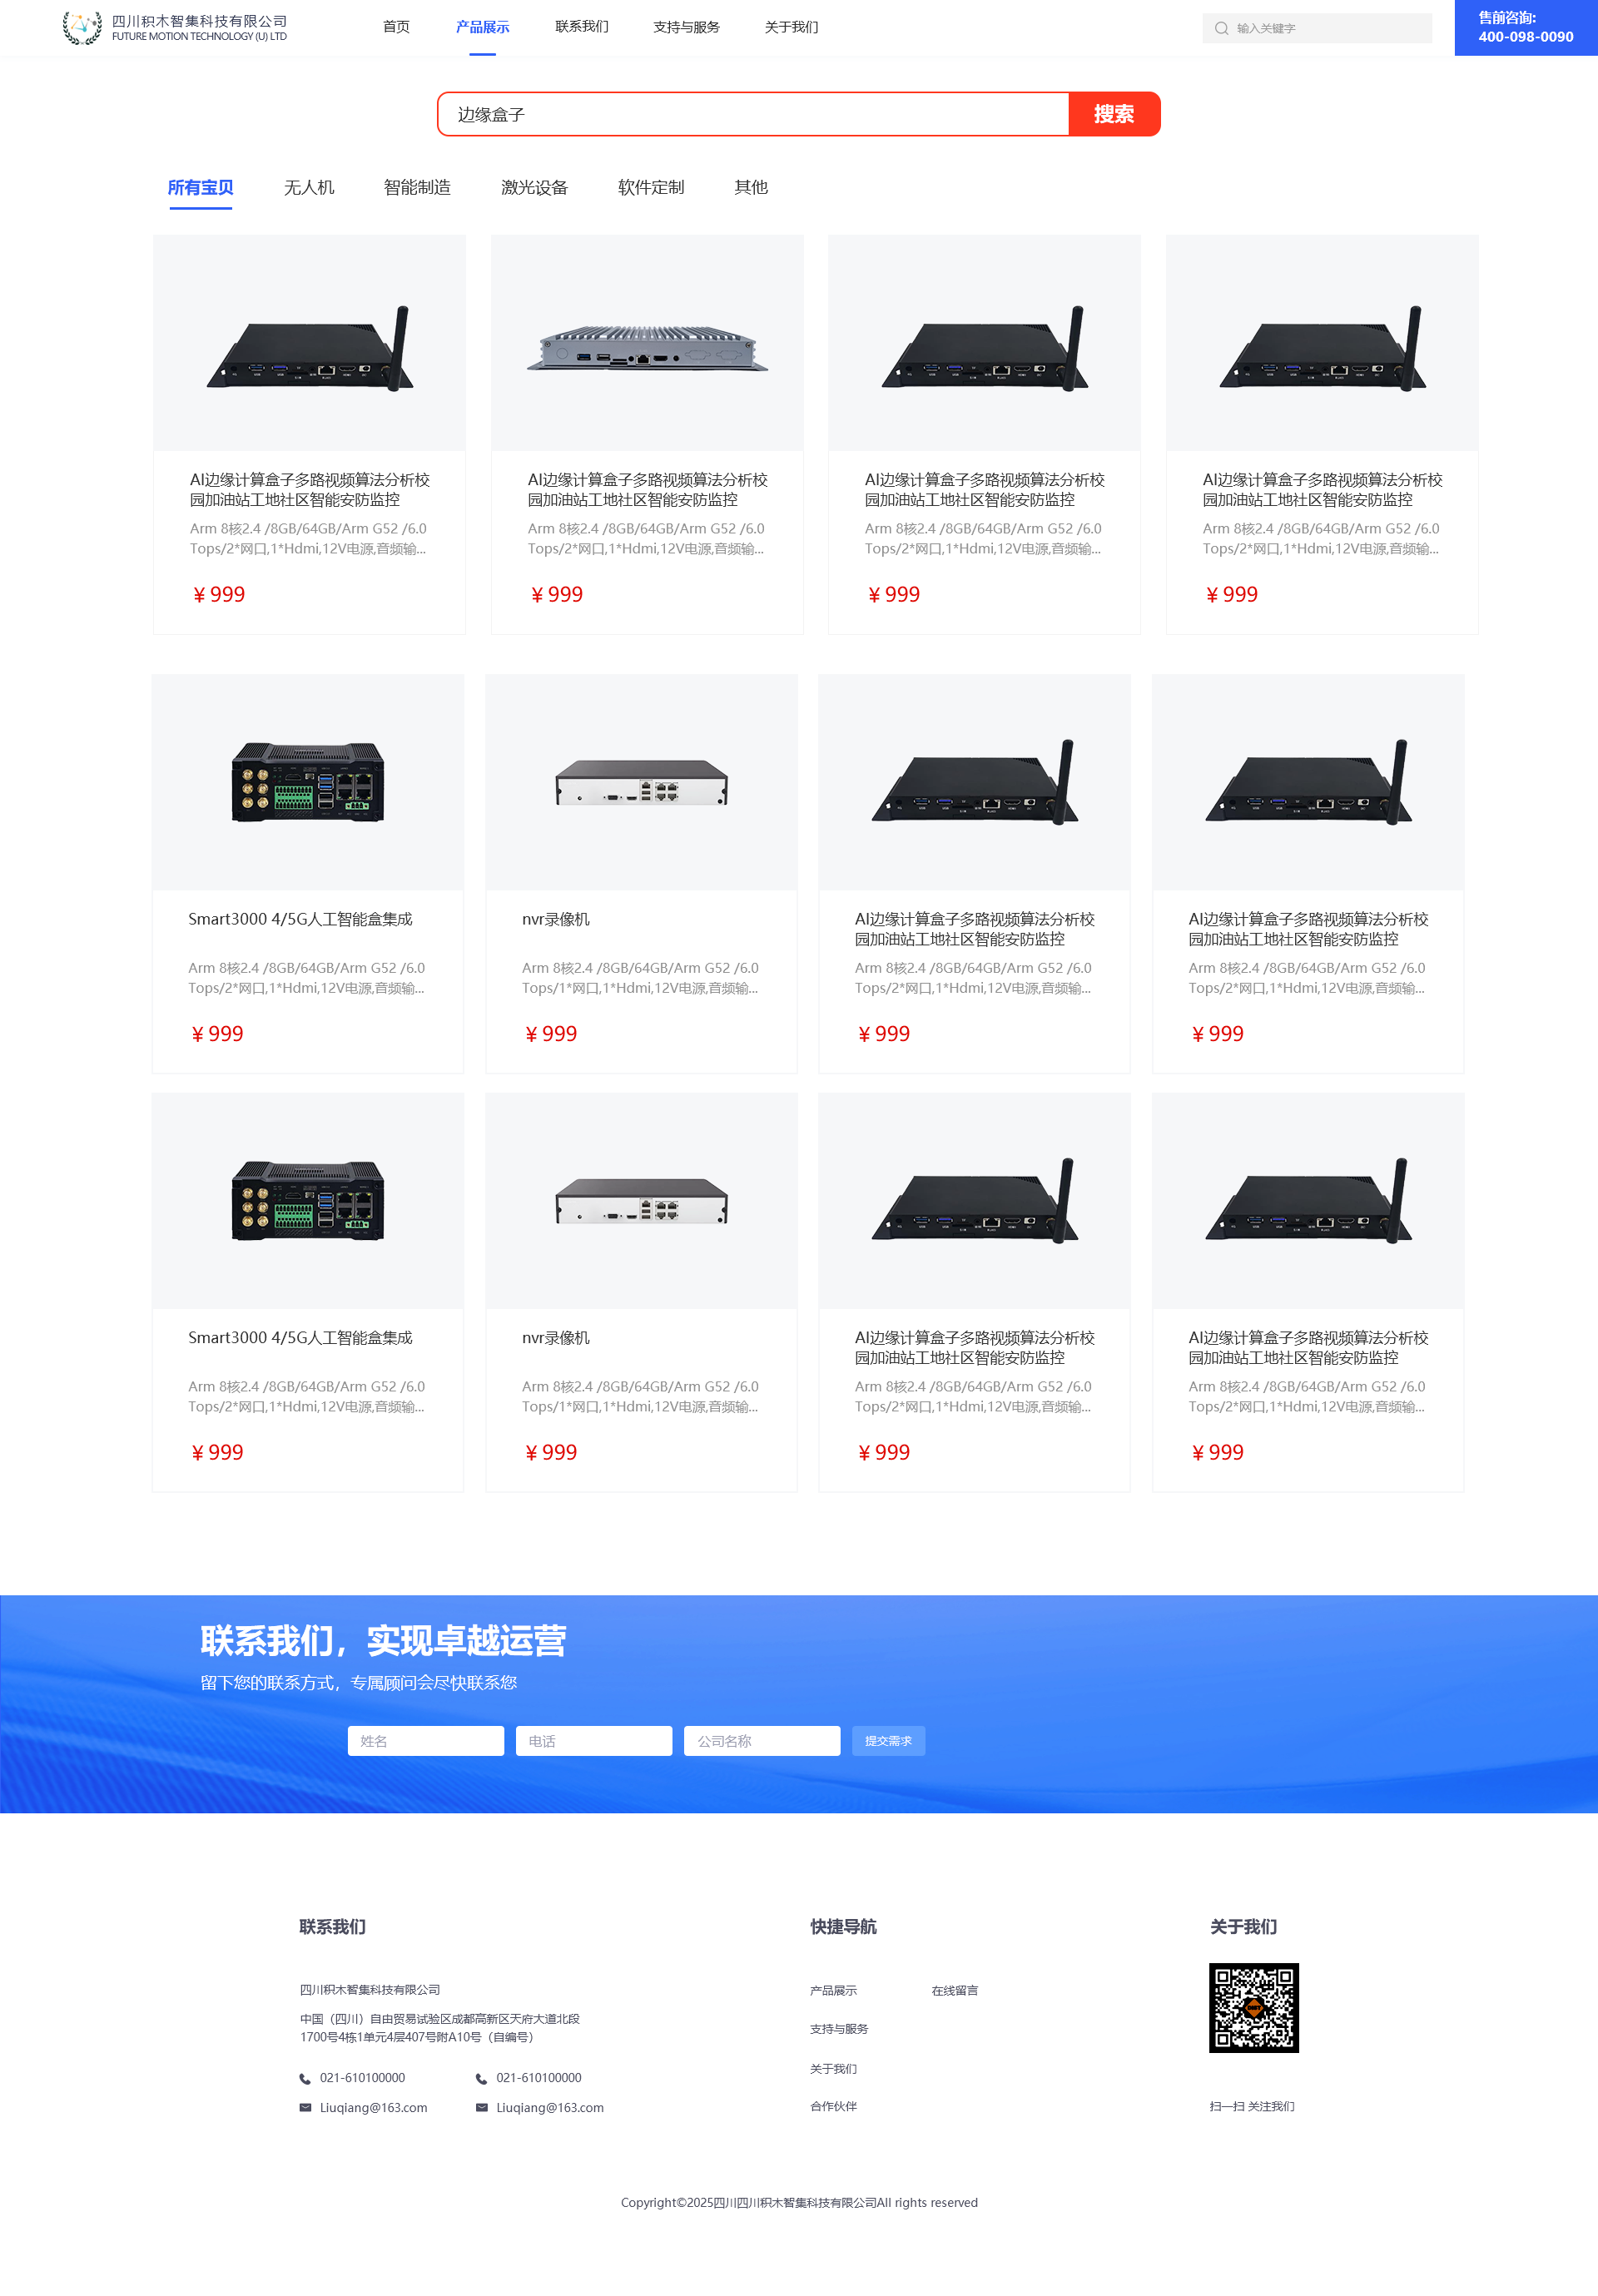 四川积木智集科技有限公司
FUTURE MOTION TECHNOLOGY (U) LTD
首页
产品展示
联系我们
支持与服务
关于我们
输入关键字
售前咨询:
400-098-0090
边缘盒子
搜索
所有宝贝
无人机
智能制造
激光设备
软件定制
其他
AI边缘计算盒子多路视频算法分析校
园加油站工地社区智能安防监控
Arm 8核2.4 /8GB/64GB/Arm G52 /6.0
Tops/2*网口,1*Hdmi,12V电源,音频输...
¥ 999
AI边缘计算盒子多路视频算法分析校
园加油站工地社区智能安防监控
Arm 8核2.4 /8GB/64GB/Arm G52 /6.0
Tops/2*网口,1*Hdmi,12V电源,音频输...
¥ 999
AI边缘计算盒子多路视频算法分析校
园加油站工地社区智能安防监控
Arm 8核2.4 /8GB/64GB/Arm G52 /6.0
Tops/2*网口,1*Hdmi,12V电源,音频输...
¥ 999
AI边缘计算盒子多路视频算法分析校
园加油站工地社区智能安防监控
Arm 8核2.4 /8GB/64GB/Arm G52 /6.0
Tops/2*网口,1*Hdmi,12V电源,音频输...
¥ 999
Smart3000 4/5G人工智能盒集成
Arm 8核2.4 /8GB/64GB/Arm G52 /6.0
Tops/2*网口,1*Hdmi,12V电源,音频输...
¥ 999
nvr录像机
Arm 8核2.4 /8GB/64GB/Arm G52 /6.0
Tops/1*网口,1*Hdmi,12V电源,音频输...
¥ 999
AI边缘计算盒子多路视频算法分析校
园加油站工地社区智能安防监控
Arm 8核2.4 /8GB/64GB/Arm G52 /6.0
Tops/2*网口,1*Hdmi,12V电源,音频输...
¥ 999
AI边缘计算盒子多路视频算法分析校
园加油站工地社区智能安防监控
Arm 8核2.4 /8GB/64GB/Arm G52 /6.0
Tops/2*网口,1*Hdmi,12V电源,音频输...
¥ 999
Smart3000 4/5G人工智能盒集成
Arm 8核2.4 /8GB/64GB/Arm G52 /6.0
Tops/2*网口,1*Hdmi,12V电源,音频输...
¥ 999
nvr录像机
Arm 8核2.4 /8GB/64GB/Arm G52 /6.0
Tops/1*网口,1*Hdmi,12V电源,音频输...
¥ 999
AI边缘计算盒子多路视频算法分析校
园加油站工地社区智能安防监控
Arm 8核2.4 /8GB/64GB/Arm G52 /6.0
Tops/2*网口,1*Hdmi,12V电源,音频输...
¥ 999
AI边缘计算盒子多路视频算法分析校
园加油站工地社区智能安防监控
Arm 8核2.4 /8GB/64GB/Arm G52 /6.0
Tops/2*网口,1*Hdmi,12V电源,音频输...
¥ 999
联系我们，实现卓越运营
留下您的联系方式，专属顾问会尽快联系您
姓名
电话
公司名称
提交需求
联系我们
四川积木智集科技有限公司
中国（四川）自由贸易试验区成都高新区天府大道北段
1700号4栋1单元4层407号附A10号（自编号）
021-610100000
021-610100000
Liuqiang@163.com
Liuqiang@163.com
快捷导航
产品展示
在线留言
支持与服务
关于我们
合作伙伴
关于我们
扫一扫 关注我们
Copyright©2025四川四川积木智集科技有限公司All rights reserved